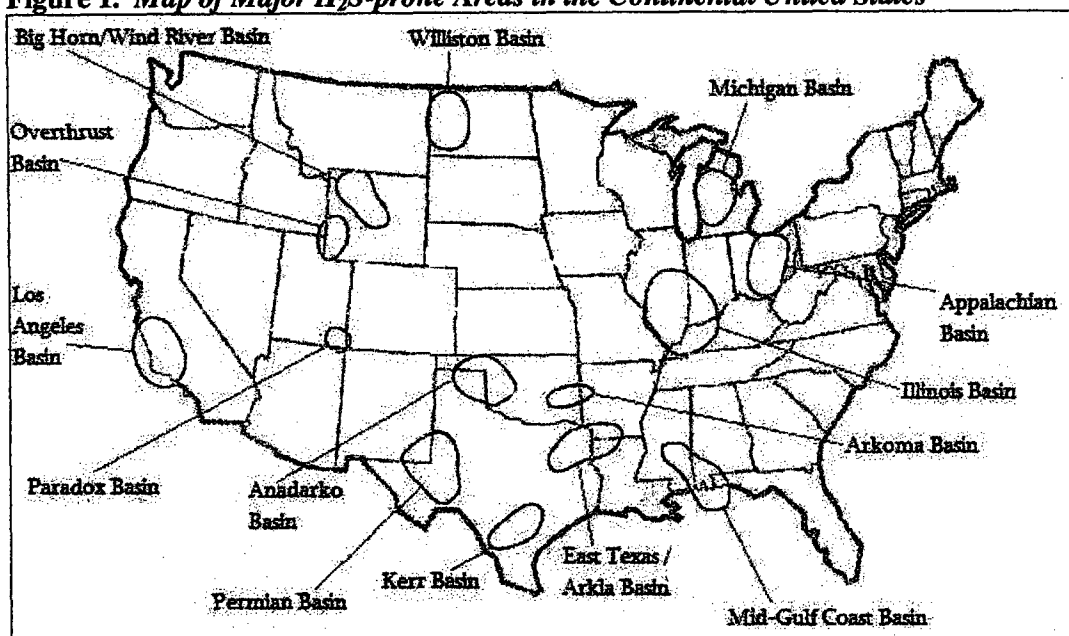 Figure 1. Map of Major H₂S-prone Areas in the Continental United States
Big Horn/Wind River Basin
Williston Basin
Michigan Basin
Overthrust
Basin
Los
Angeles
Basin
Appalachian
Basin
Illinois Basin
Arkoma Basin
Paradox Basin
Anadarko
Basin
East Texas /
Arkla Basin
Kerr Basin
Permian Basin
Mid-Gulf Coast Basin